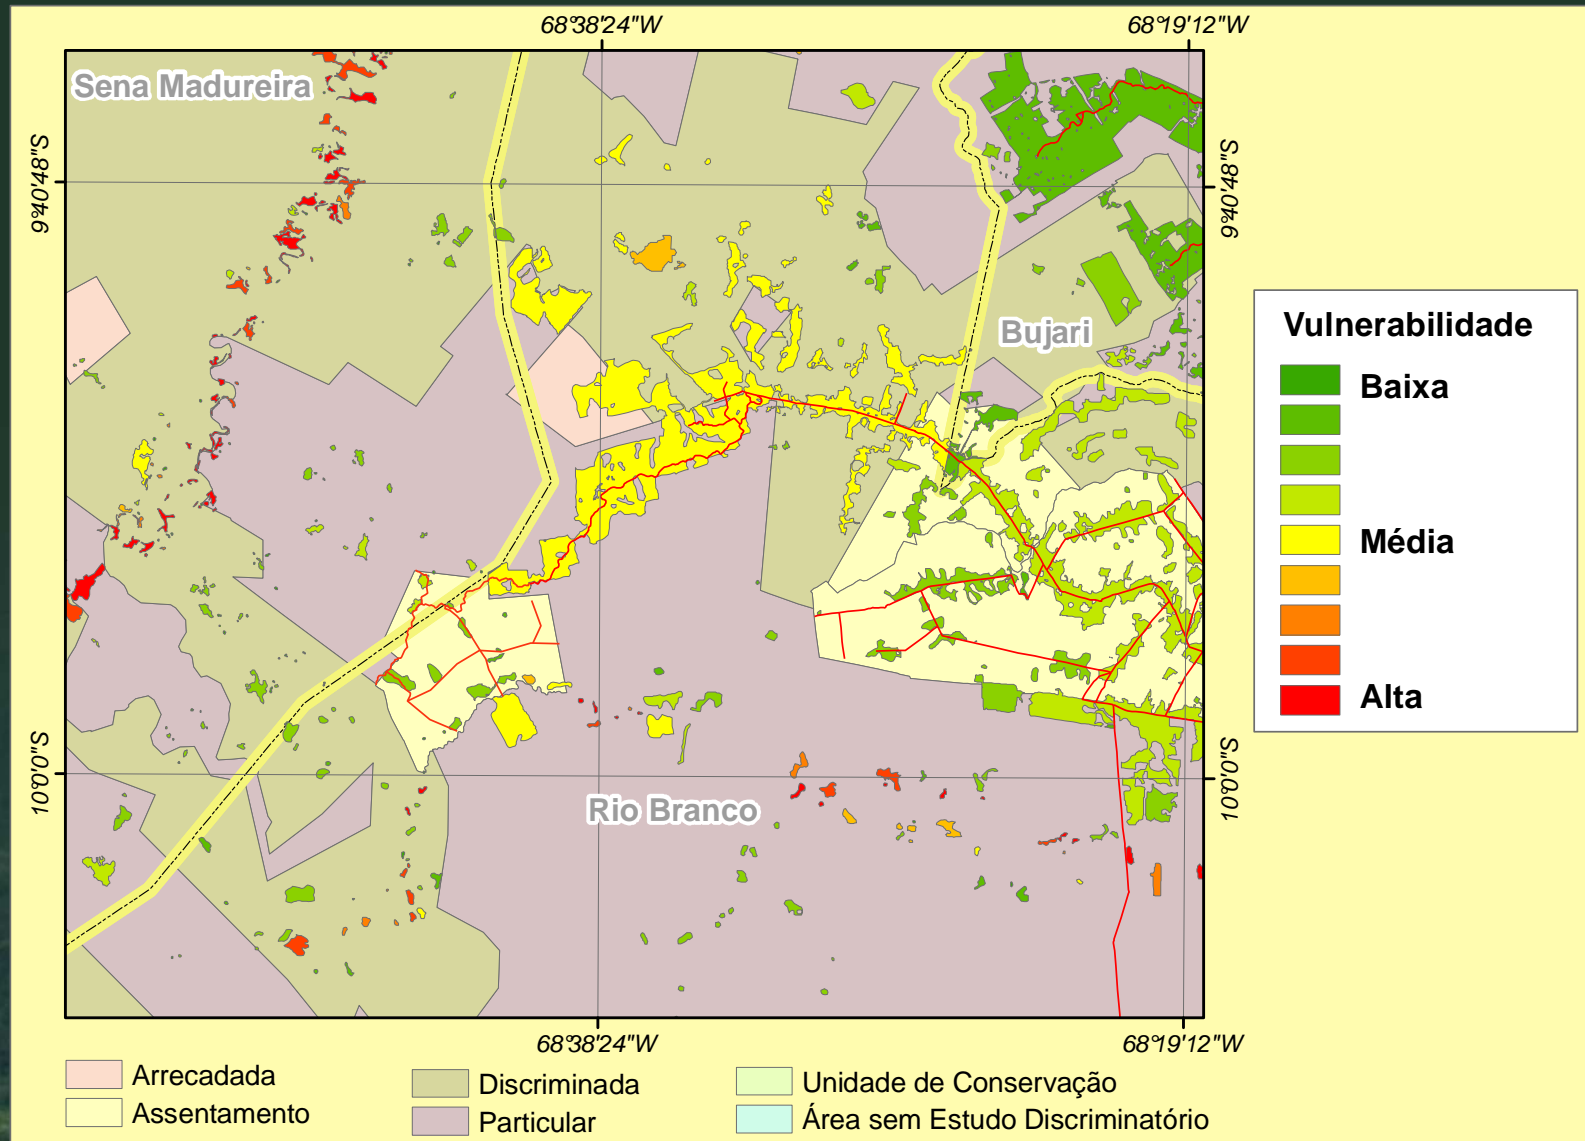 68°38'24"W
68°19'12"W
Sena Madureira
9°40'48"S
9°40'48"S
Bujari
Vulnerabilidade
Baixa
Média
Alta
10°0'0"S
10°0'0"S
Rio Branco
68°38'24"W
68°19'12"W
Arrecadada
Discriminada
Unidade de Conservação
Assentamento
Particular
Área sem Estudo Discriminatório